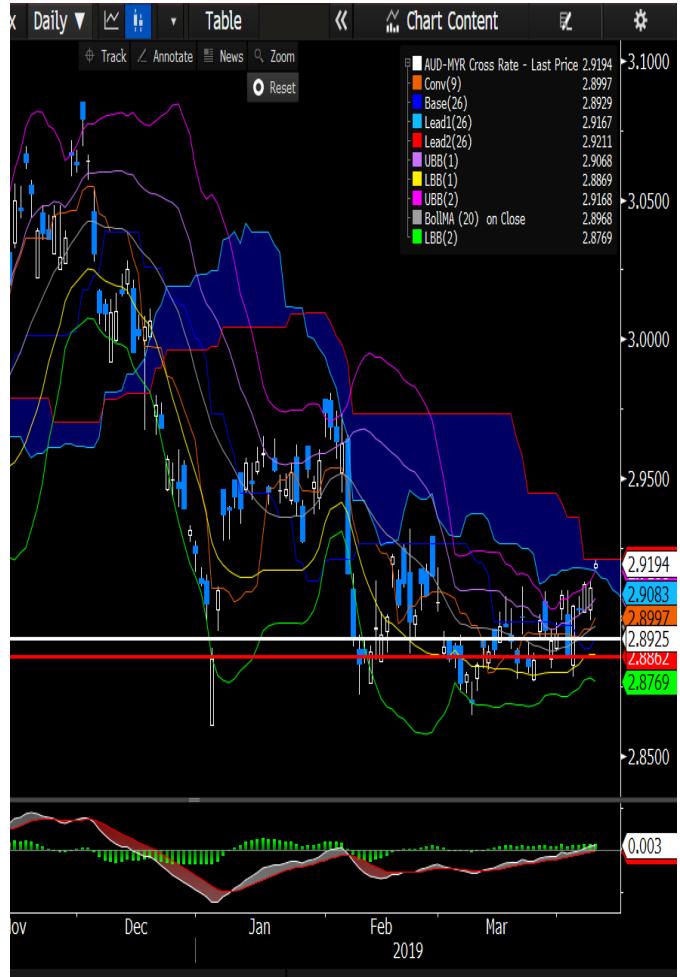 x Daily ▼ ▾ Table « Chart Content
Track Annotate News Zoom
Reset
AUD-MYR Cross Rate - Last Price 2.9194
Conv(9) 2.8997
Base(26) 2.8929
Lead1(26) 2.9167
Lead2(26) 2.9211
UBB(1) 2.9068
LBB(1) 2.8869
UBB(2) 2.9168
BollMA (20) on Close 2.8968
LBB(2) 2.8769
3.1000
3.0500
3.0000
2.9500
2.9194
2.9083
2.8997
2.8925
2.8862
2.8769
2.8500
0.003
Dec Jan Feb Mar
2019